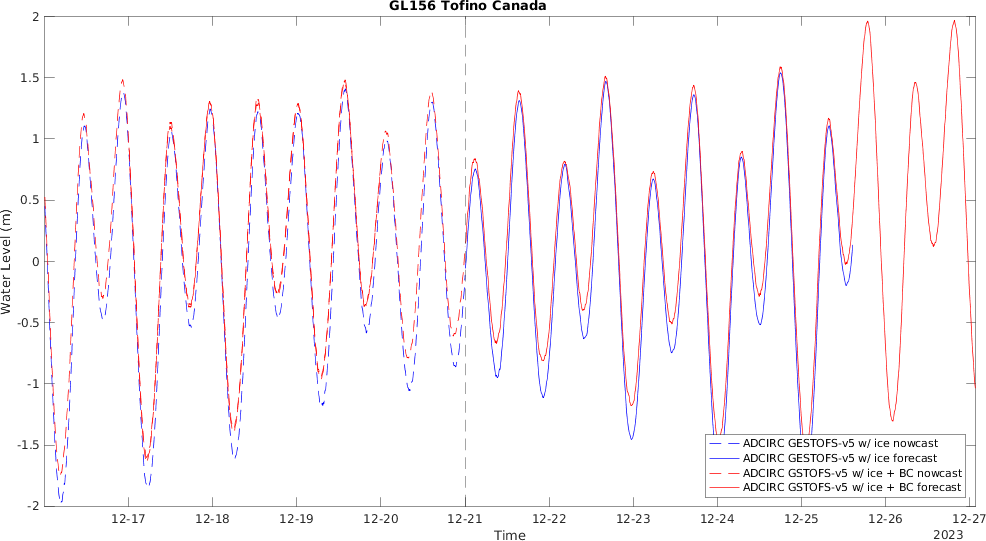 GL156 Tofino Canada
2
1.5
1
0.5
0
-0.5
-1
-1.5
-2
Water Level (m)
ADCIRC GESTOFS-v5 w/ ice nowcast
ADCIRC GESTOFS-v5 w/ ice forecast
ADCIRC GSTOFS-v5 w/ ice + BC nowcast
ADCIRC GSTOFS-v5 w/ ice + BC forecast
12-17 12-18 12-19 12-20 12-21 12-22 12-23 12-24 12-25 12-26 12-27
Time
2023